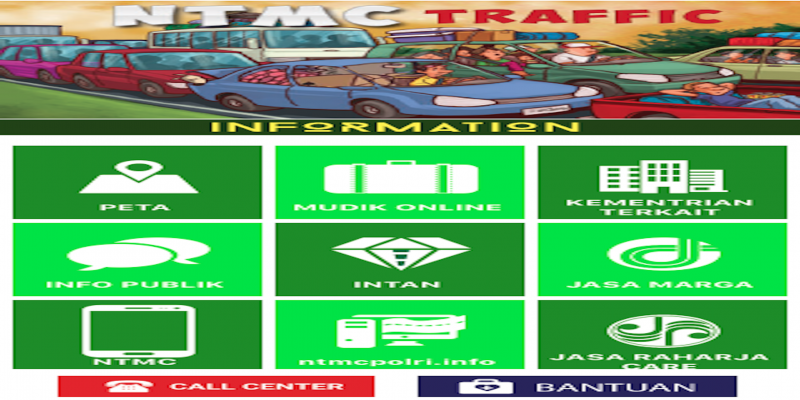 NTMC TRAFFIC
INFORMATION
PETA
MUDIK ONLINE
KEMENTRIAN
TERKAIT
INFO PUBLIK
INTAN
JASA MARGA
NTMC
ntmcpolri.info
JASA RAHARJA
CARE
CALL CENTER
BANTUAN